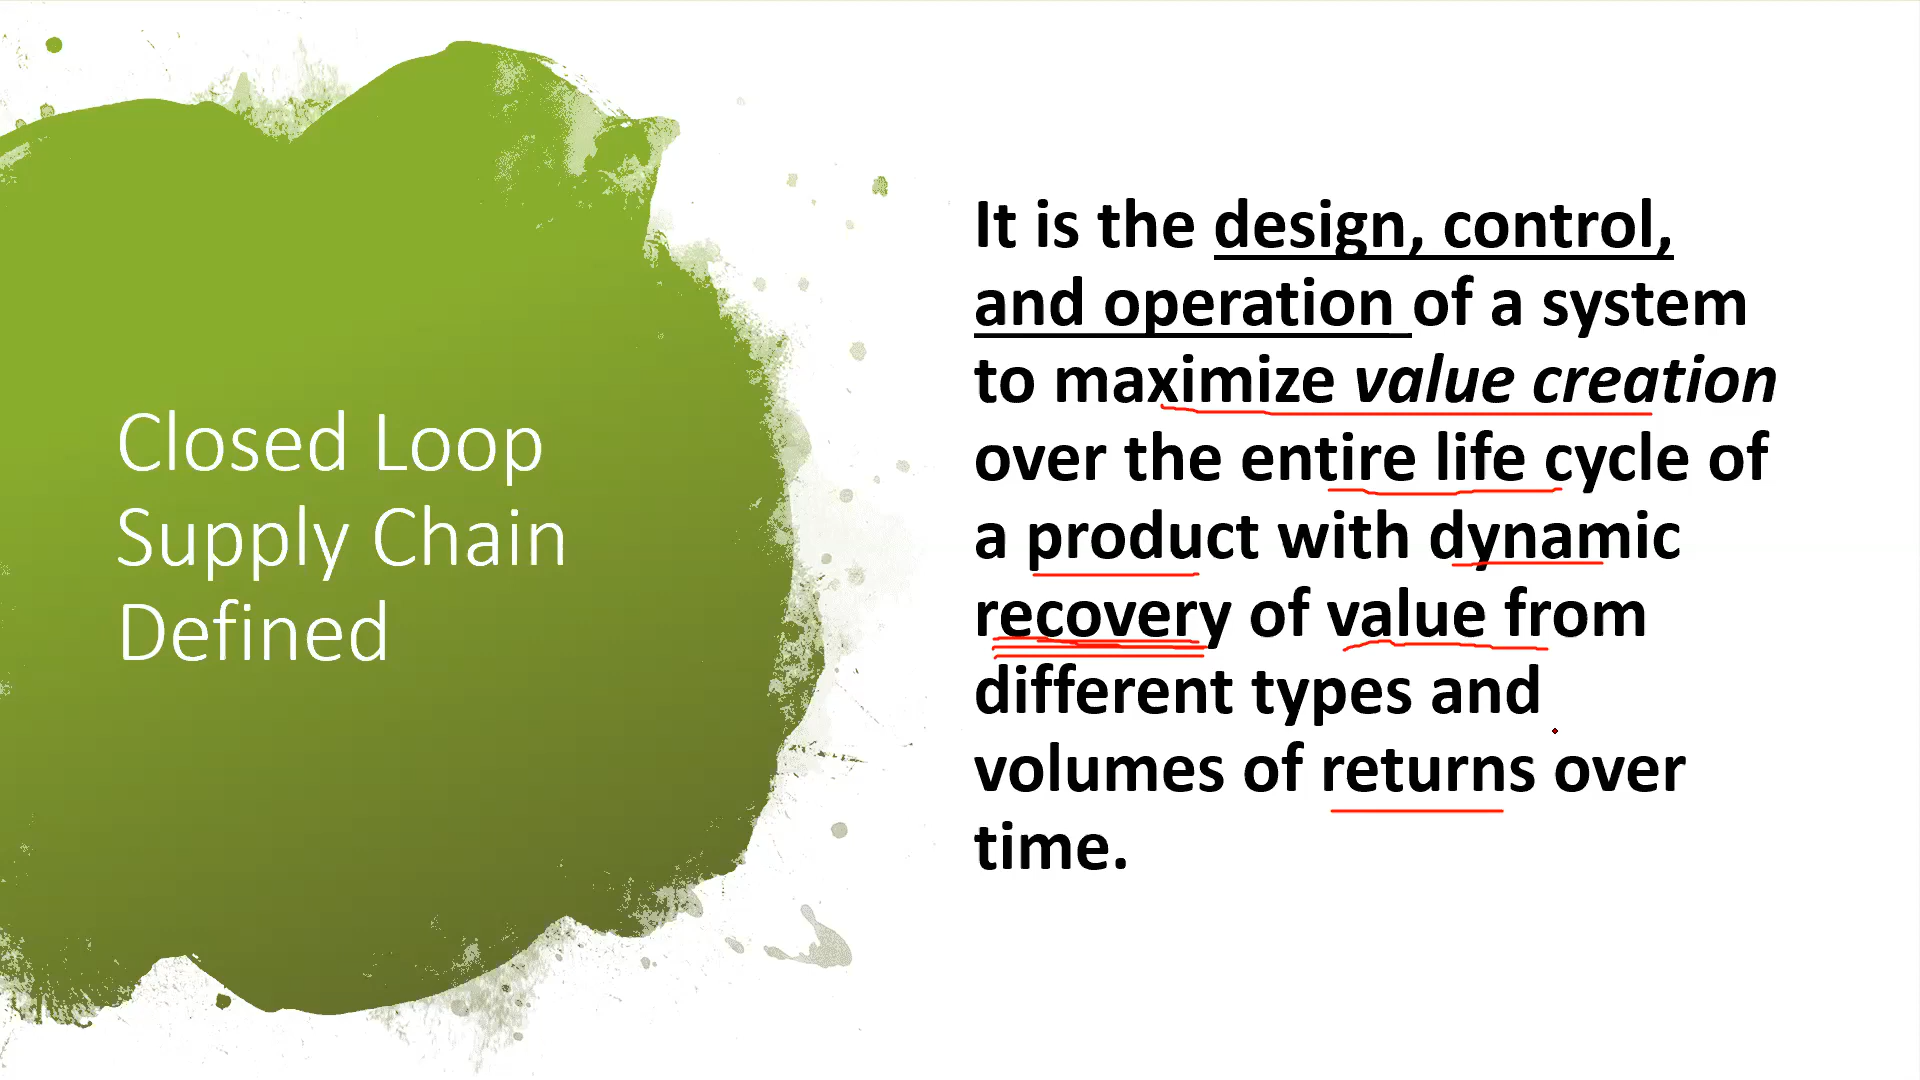 Closed Loop
Supply Chain
Defined
It is the design, control,
and operation of a system
to maximize value creation
over the entire life cycle of
a product with dynamic
recovery of value from
different types and
volumes of returns over
time.